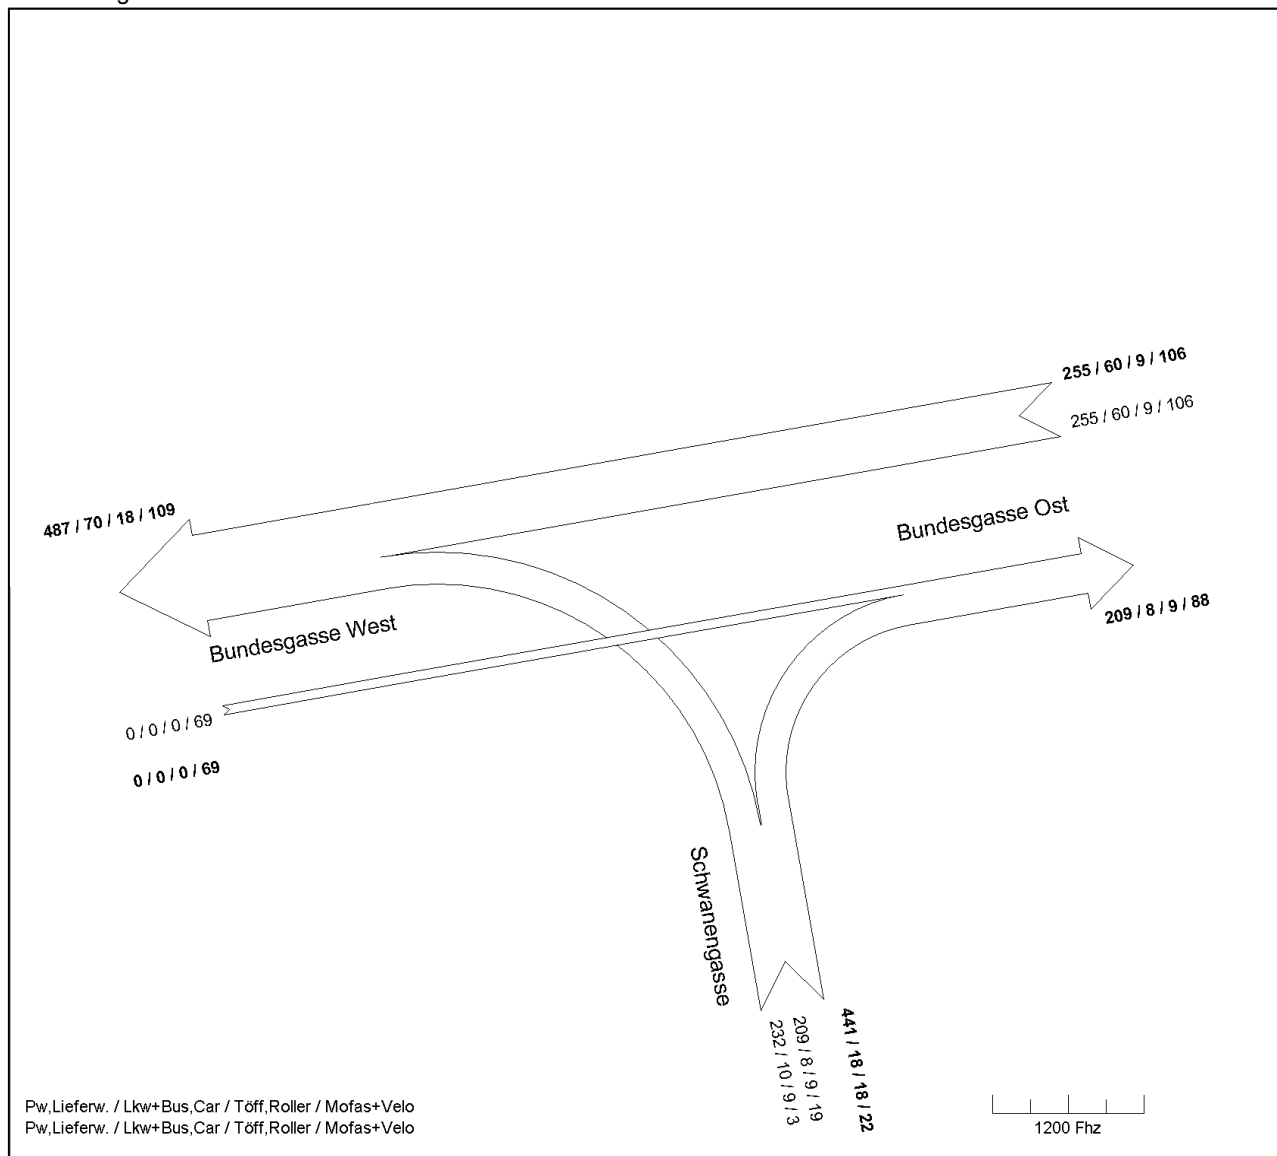 255 / 60 / 9 / 106
255 / 60 / 9 / 106
487 / 70 / 18 / 109
Bundesgasse Ost
209 / 8 / 9 / 88
Bundesgasse West
0 / 0 / 0 / 69
0 / 0 / 0 / 69
Schwanengasse
441 / 18 / 18 / 22
209 / 8 / 9 / 19
232 / 10 / 9 / 3
Pw,Lieferw. / Lkw+Bus,Car / Töff,Roller / Mofas+Velo
Pw,Lieferw. / Lkw+Bus,Car / Töff,Roller / Mofas+Velo
1200 Fhz